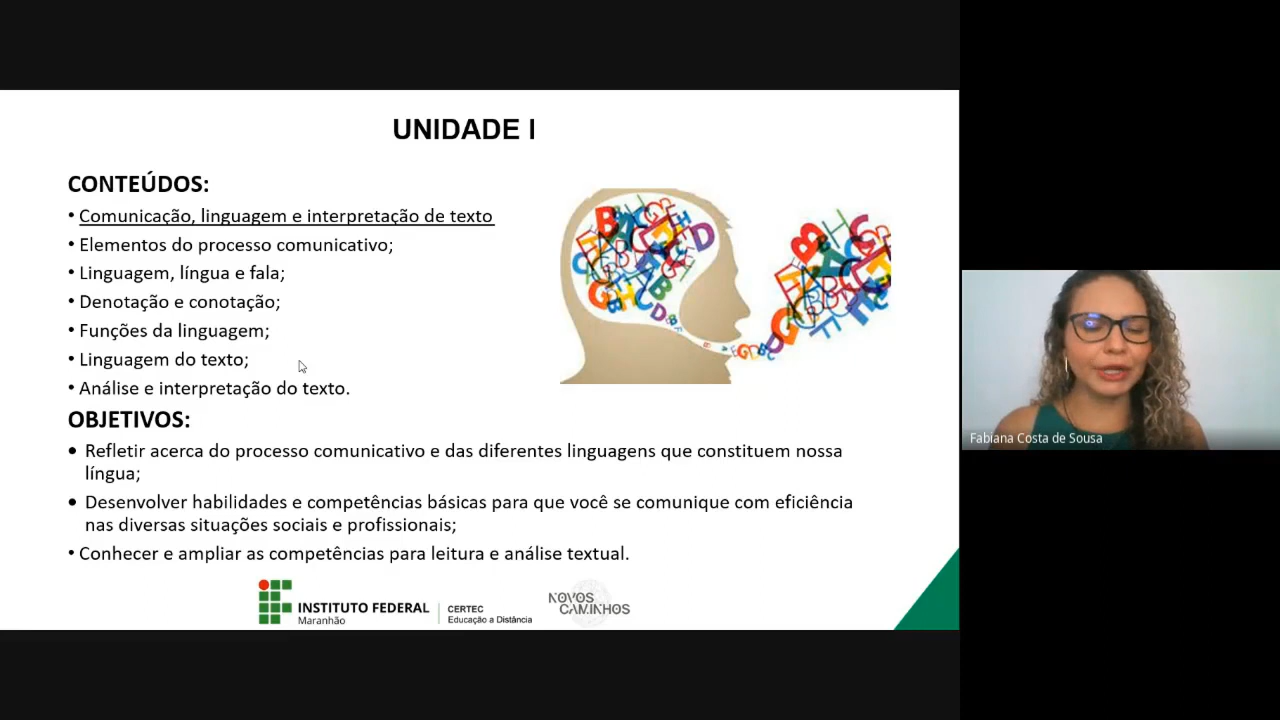 UNIDADE I
CONTEÚDOS:
• Comunicação, linguagem e interpretação de texto
• Elementos do processo comunicativo;
• Linguagem, língua e fala;
• Denotação e conotação;
• Funções da linguagem;
• Linguagem do texto;
• Análise e interpretação do texto.
OBJETIVOS:
• Refletir acerca do processo comunicativo e das diferentes linguagens que constituem nossa
língua;
• Desenvolver habilidades e competências básicas para que você se comunique com eficiência
nas diversas situações sociais e profissionais;
• Conhecer e ampliar as competências para leitura e análise textual.
INSTITUTO FEDERAL
Maranhão
CERTEC
Educação a Distância
NOVOS
CAMINHOS
Fabiana Costa de Sousa